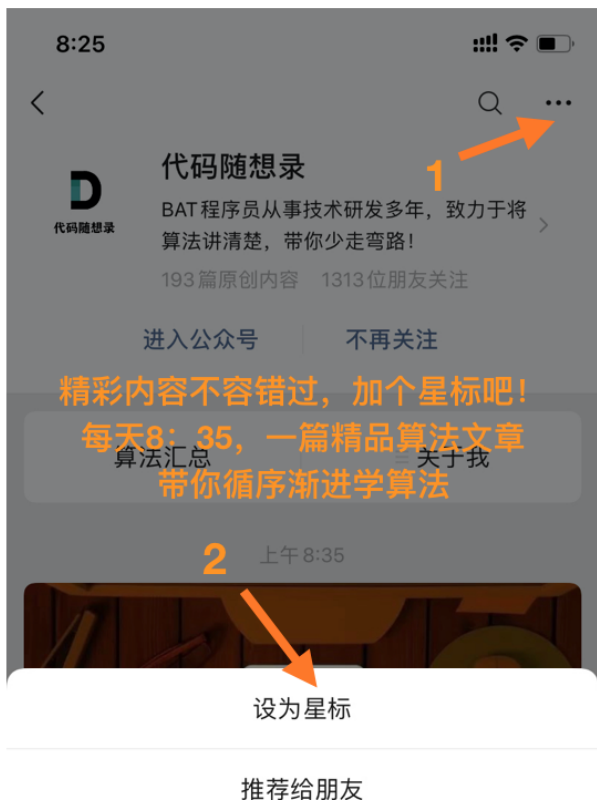 8:25
1
代码随想录
代码随想录
BAT程序员从事技术研发多年，致力于将
算法讲清楚，带你少走弯路！
193篇原创内容 1313位朋友关注
进入公众号 不再关注
精彩内容不容错过，加个星标吧！
每天8：35，一篇精品算法文章
算法汇总 关于我
带你循序渐进学算法
上午8:35
2
设为星标
推荐给朋友